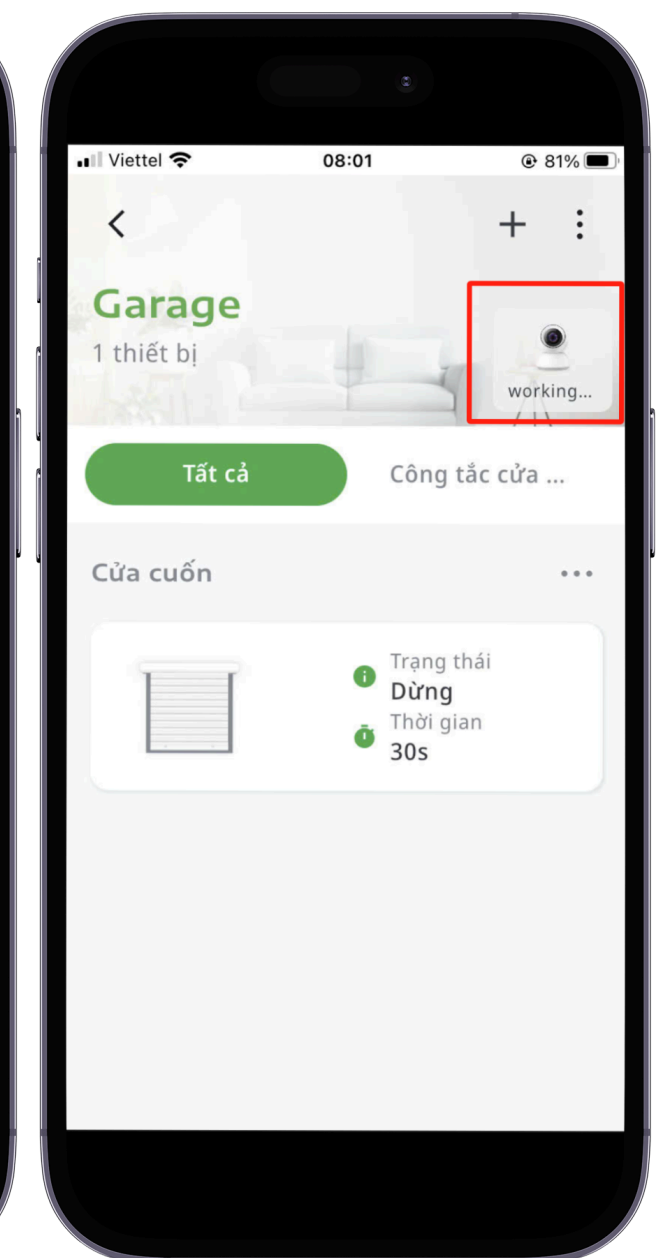 Viettel 08:01 81%
Garage
1 thiết bị
working...
Tất cả Công tắc cửa ...
Cửa cuốn
Trạng thái
Dừng
Thời gian
30s